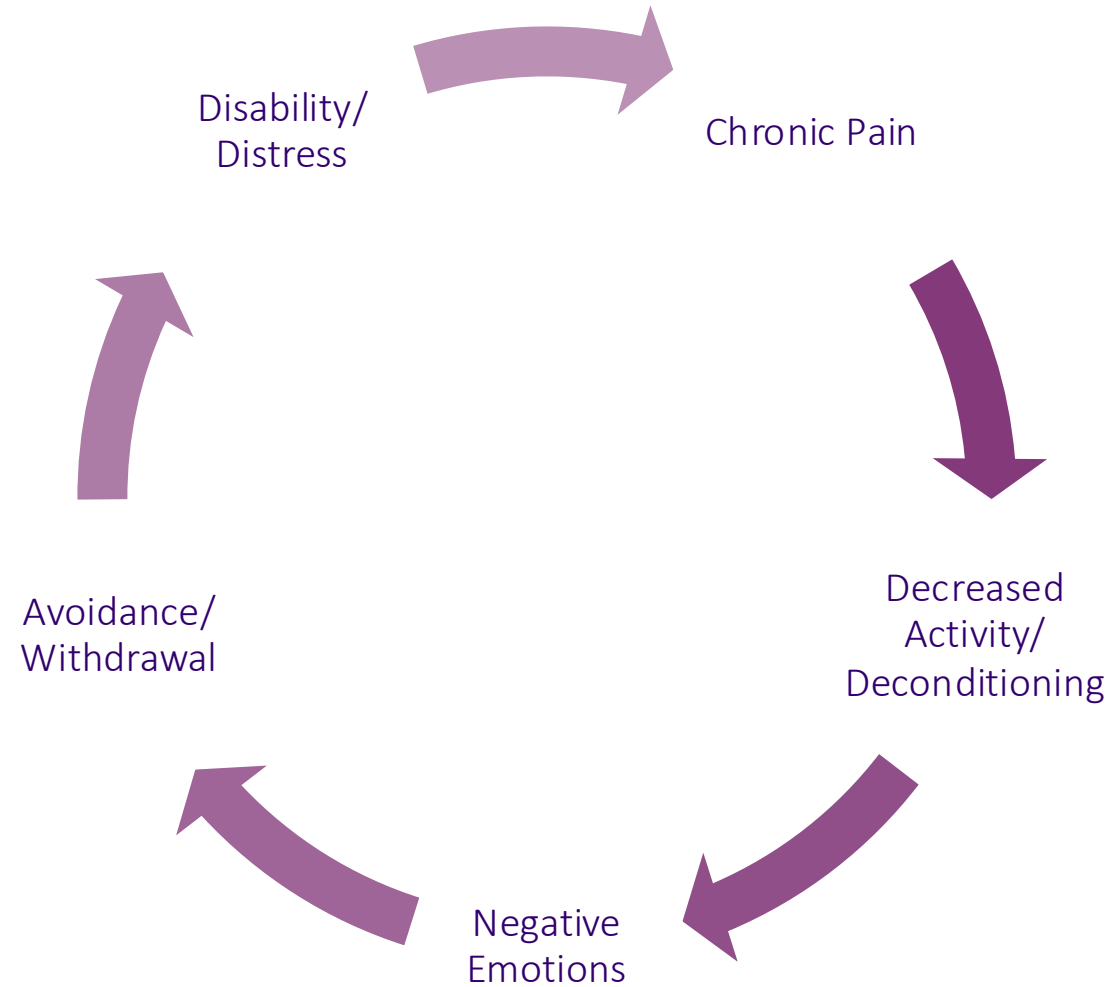 Disability/
Distress
Chronic Pain
Decreased
Activity/
Deconditioning
Negative
Emotions
Avoidance/
Withdrawal